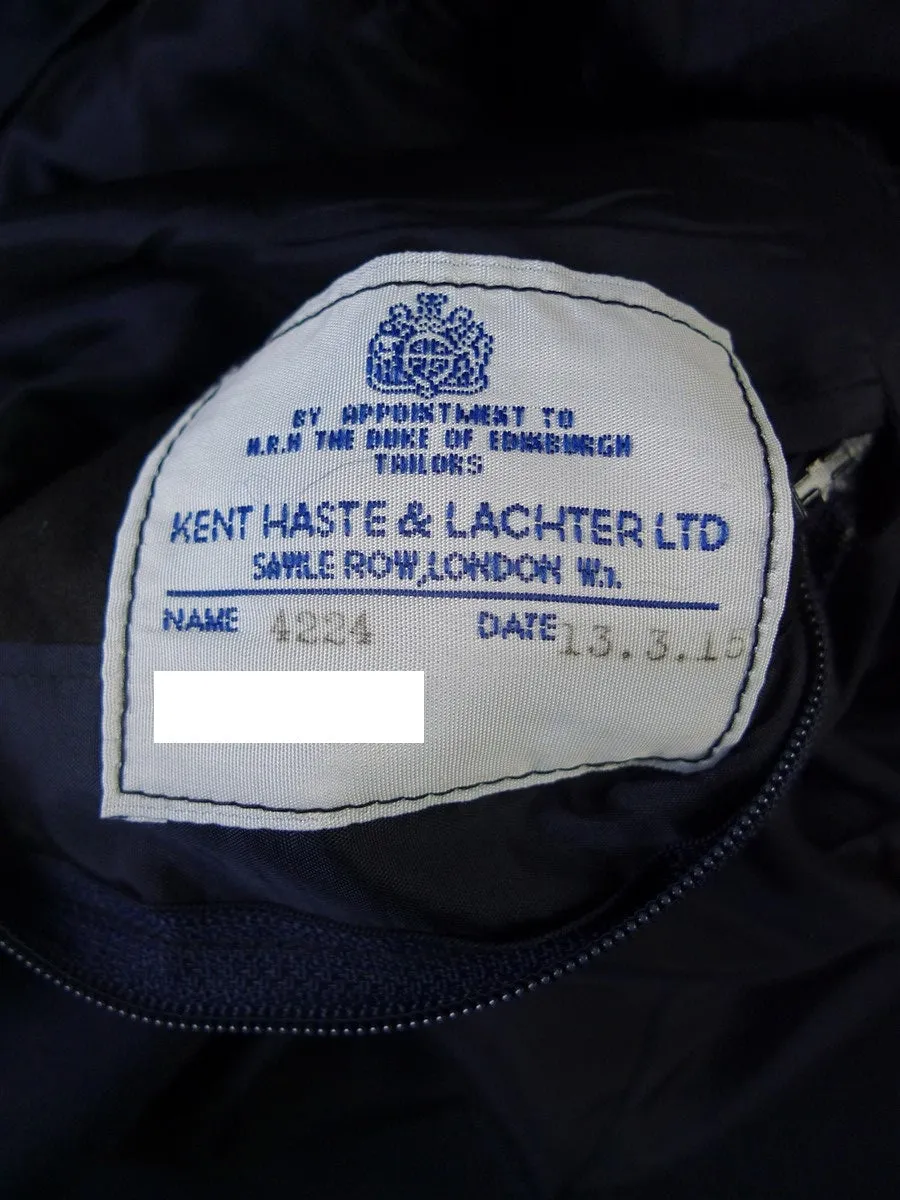 BY APPOINTMENT TO
H.R.H THE DUKE OF EDINBURGH
TAILORS
KENT HASTE & LACHTER LTD
SAVILE ROW, LONDON W.1.
NAME 4224 DATE 13.3.15